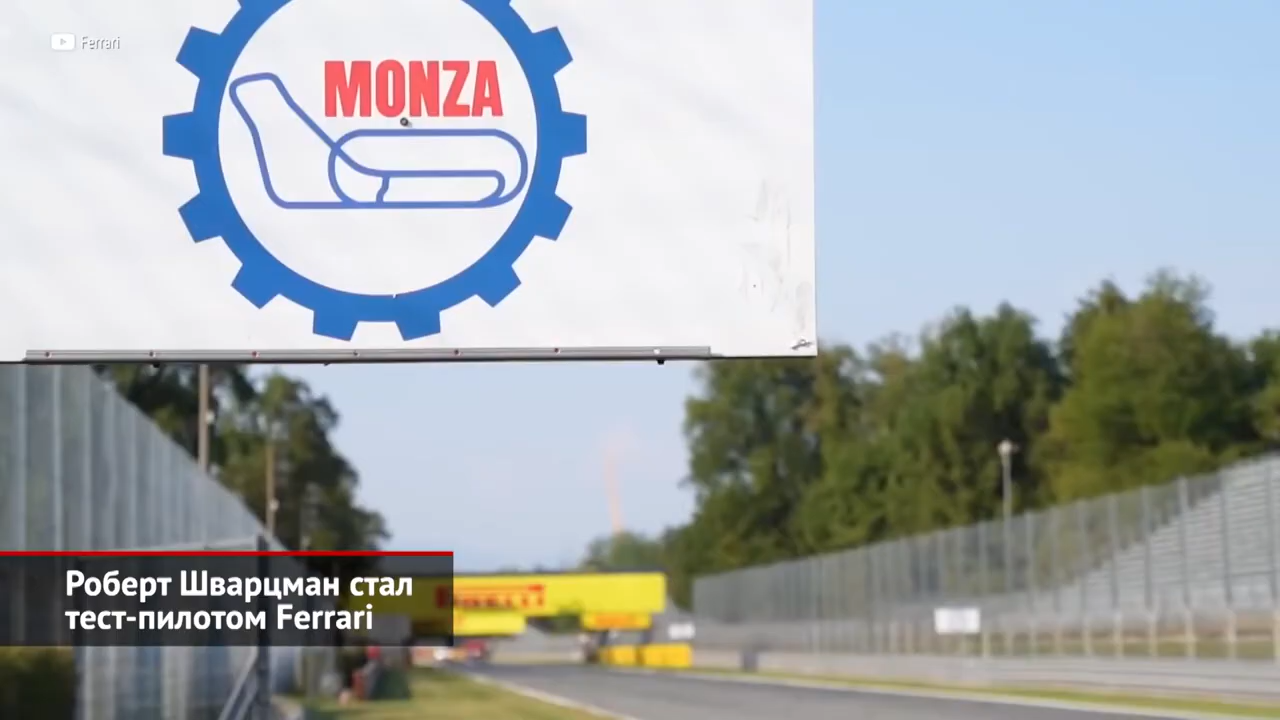 Ferrari
MONZA
PIRELLI
Роберт Шварцман стал
тест-пилотом Ferrari